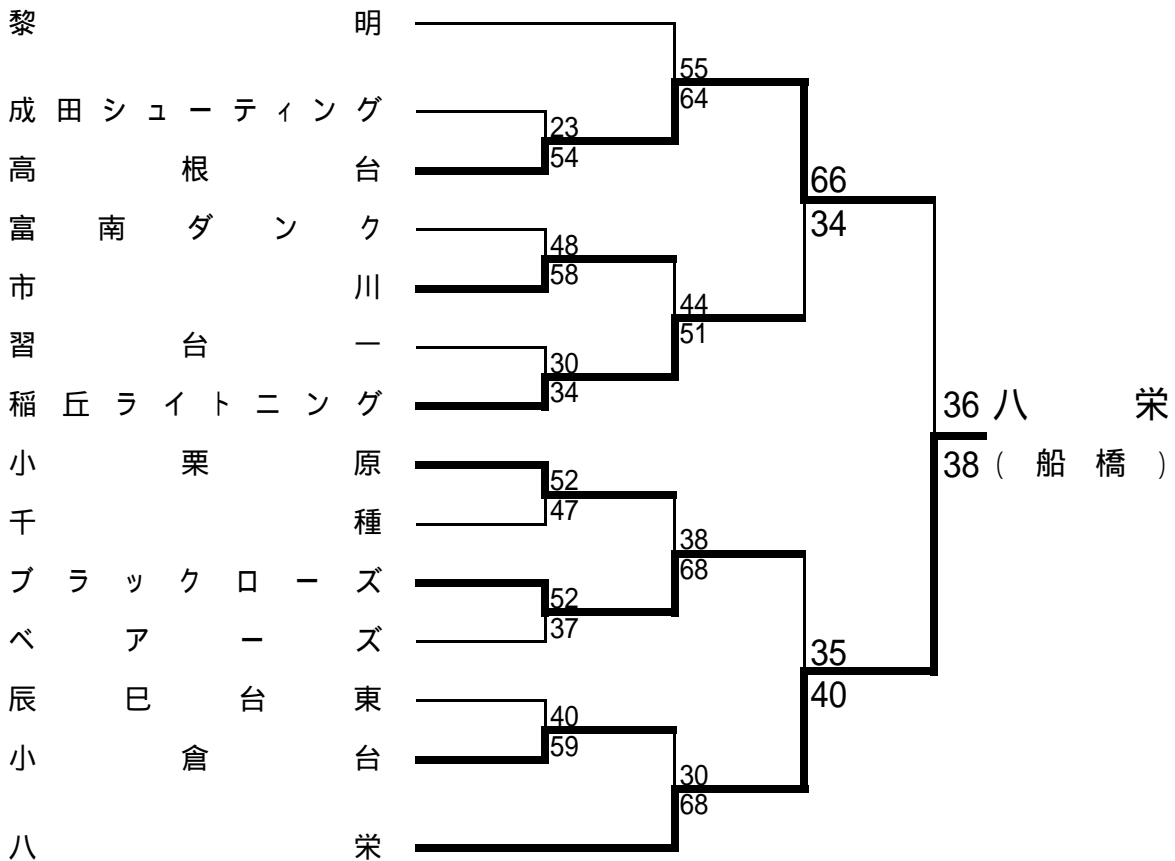 黎明
55
64
成田シューティング
23
54
高根台
66
34
富南ダンク
48
58
市川
44
51
習台一
30
34
稲丘ライトニング
36 八栄
38 (船橋)
小栗原
52
47
千種
38
68
ブラックローズ
52
37
ベアーズ
35
40
辰巳台東
40
59
小倉台
30
68
八栄